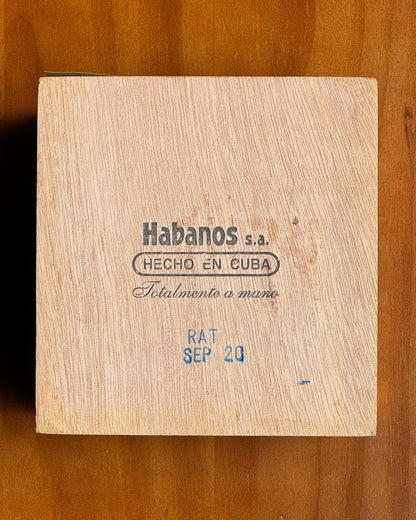 Habanos s.a.
HECHO EN CUBA
Totalmente a mano
RAT
SEP 20